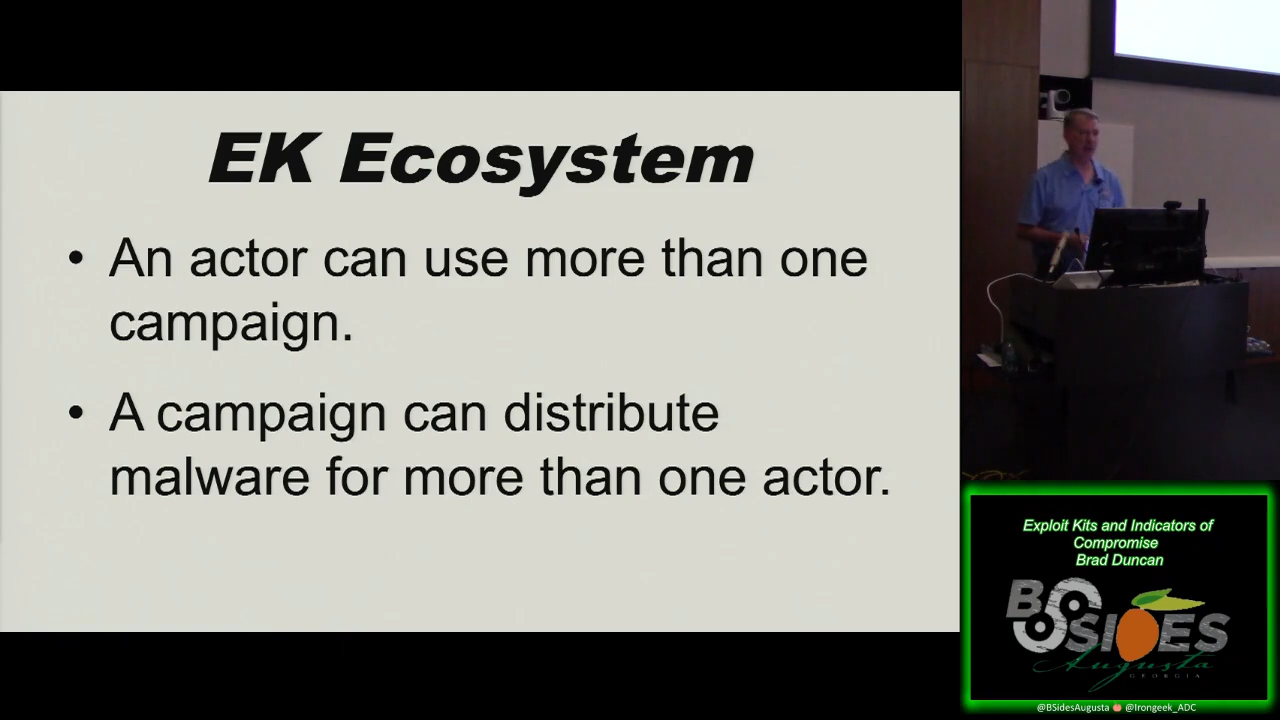 EK Ecosystem
• An actor can use more than one
campaign.
• A campaign can distribute
malware for more than one actor.
Exploit Kits and Indicators of
Compromise
Brad Duncan
BSIDES
Augusta
GEORGIA
@BSidesAugusta @Irongeek_ADC